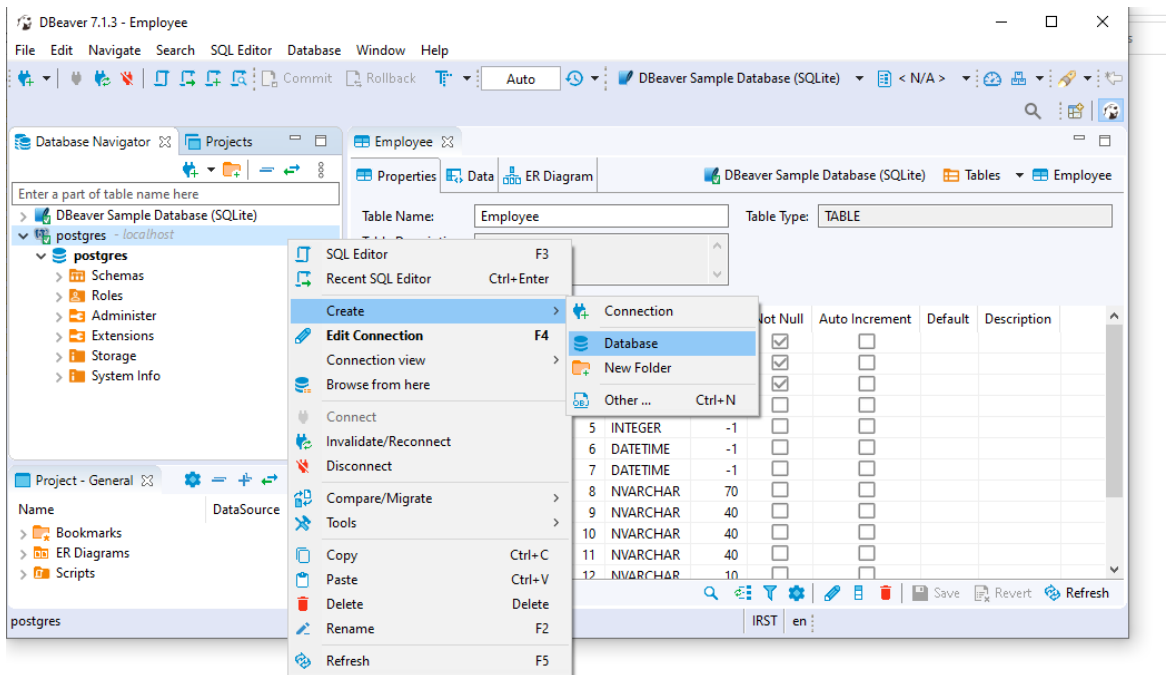 DBeaver 7.1.3 - Employee
File Edit Navigate Search SQL Editor Database Window Help
Commit Rollback Auto DBeaver Sample Database (SQLite) < N/A >
Database Navigator Projects
Employee
Properties Data ER Diagram DBeaver Sample Database (SQLite) Tables Employee
Enter a part of table name here
DBeaver Sample Database (SQLite)
postgres - localhost
postgres
Schemas
Roles
Administer
Extensions
Storage
System Info
Table Name: Employee Table Type: TABLE
SQL Editor F3
Recent SQL Editor Ctrl+Enter
Create
Edit Connection F4
Connection view
Browse from here
Connect
Invalidate/Reconnect
Disconnect
Compare/Migrate
Tools
Copy Ctrl+C
Paste Ctrl+V
Delete Delete
Rename F2
Refresh F5
Connection
Database
New Folder
Other ... Ctrl+N
Not Null Auto Increment Default Description
5 INTEGER -1
6 DATETIME -1
7 DATETIME -1
8 NVARCHAR 70
9 NVARCHAR 40
10 NVARCHAR 40
11 NVARCHAR 40
12 NVARCHAR 10
Save Revert Refresh
Project - General
Name DataSource
Bookmarks
ER Diagrams
Scripts
postgres IRST en